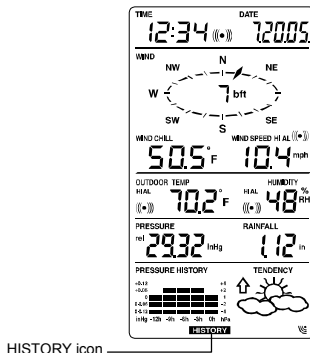 TIME DATE
12:34 7.20.05.
WIND
N
NW NE
W 7 bft E
SW SE
S
WIND CHILL WIND SPEED HI AL
50.5 °F 10.4 mph
OUTDOOR TEMP HUMIDITY
HI AL 70.2 °F HI AL 48 % RH
PRESSURE RAINFALL
rel 29.32 inHg 1.12 in
PRESSURE HISTORY TENDENCY
inHg -12h -9h -6h -3h 0h hPa
HISTORY
HISTORY icon